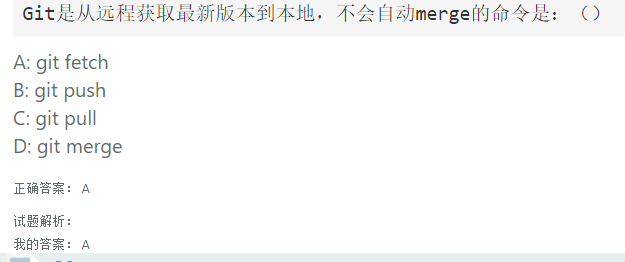 Git是从远程获取最新版本到本地，不会自动merge的命令是：（）
A: git fetch
B: git push
C: git pull
D: git merge
正确答案：A
试题解析：
我的答案：A